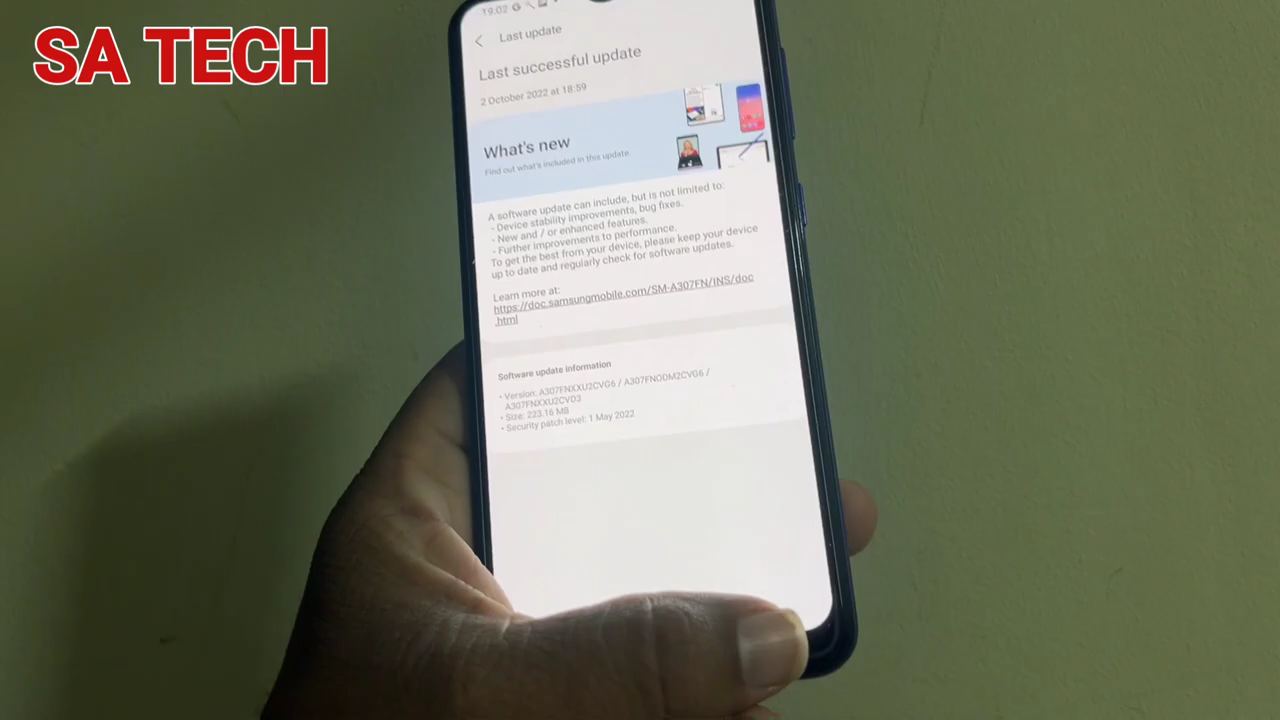 SA TECH
19:02
Last update
Last successful update
2 October 2022 at 18:59
What's new
Find out what's included in this update.
A software update can include, but is not limited to:
- Device stability improvements, bug fixes.
- New and / or enhanced features.
- Further improvements to performance.
To get the best from your device, please keep your device
up to date and regularly check for software updates.
Learn more at:
https://doc.samsungmobile.com/SM-A307FN/INS/doc
.html
Software update information
• Version: A307FNXXU2CVG6 / A307FNODM2CVG6 /
A307FNXXU2CVD3
• Size: 223.16 MB
• Security patch level: 1 May 2022